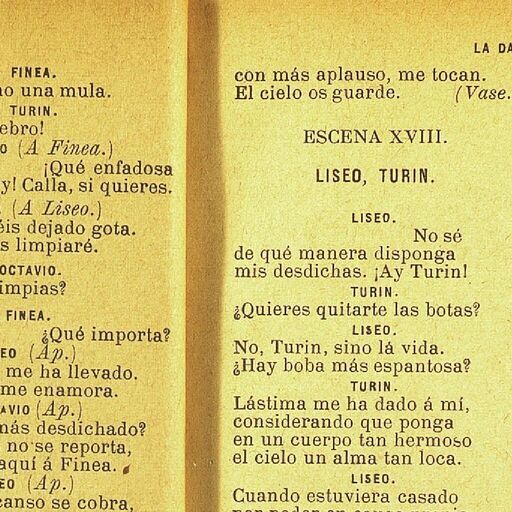 FINEA.
no una mula.
TURIN.
ebro!
O (A Finea.)
¡Qué enfadosa
y! Calla, si quieres.
(A Liseo.)
éis dejado gota.
s limpiaré.
OCTAVIO.
impias?
FINEA.
¿Qué importa?
EO (Ap.)
me ha llevado.
me enamora.
AVIO (Ap.)
más desdichado?
no se reporta,
aquí á Finea.
EO (Ap.)
canso se cobra,
LA DA
con más aplauso, me tocan.
El cielo os guarde. (Vase.
ESCENA XVIII.
LISEO, TURIN.
LISEO.
No sé
de qué manera disponga
mis desdichas. ¡Ay Turin!
TURIN.
¿Quieres quitarte las botas?
LISEO.
No, Turin, sino lá vida.
¿Hay boba más espantosa?
TURIN.
Lástima me ha dado á mí,
considerando que ponga
en un cuerpo tan hermoso
el cielo un alma tan loca.
LISEO.
Cuando estuviera casado